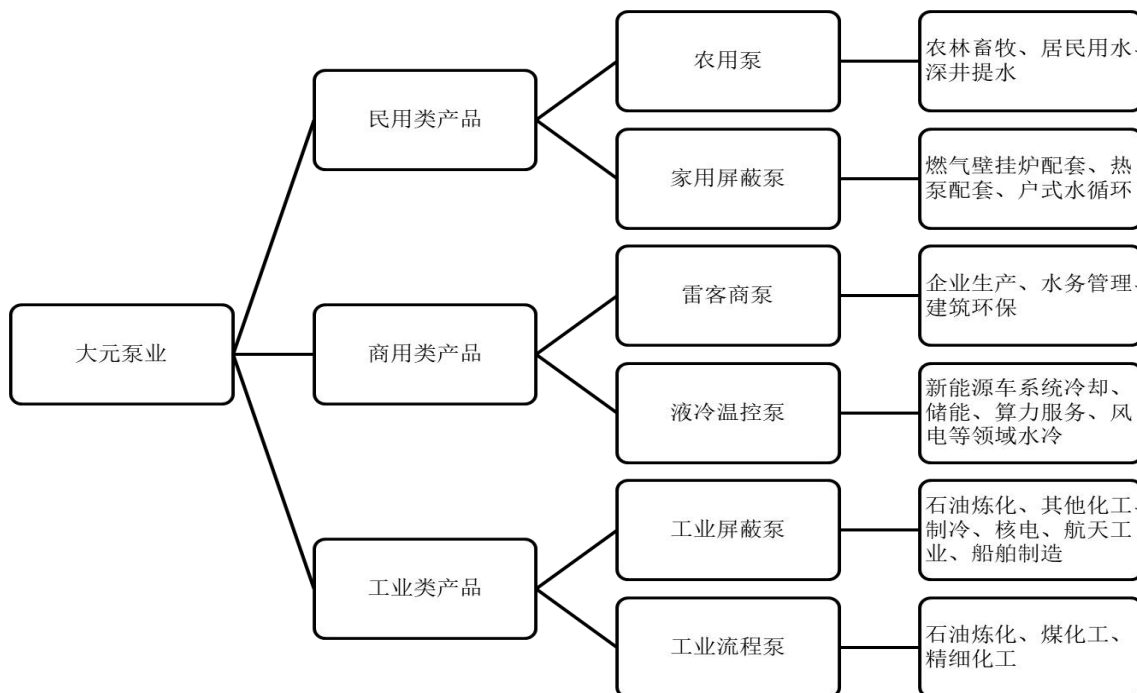 农用泵
农林畜牧、居民用水、
深井提水
民用类产品
家用屏蔽泵
燃气壁挂炉配套、热
泵配套、户式水循环
雷客商泵
企业生产、水务管理、
建筑环保
大元泵业
商用类产品
液冷温控泵
新能源车系统冷却、
储能、算力服务、风
电等领域水冷
工业屏蔽泵
石油炼化、其他化工、
制冷、核电、航天工
业、船舶制造
工业类产品
工业流程泵
石油炼化、煤化工、
精细化工